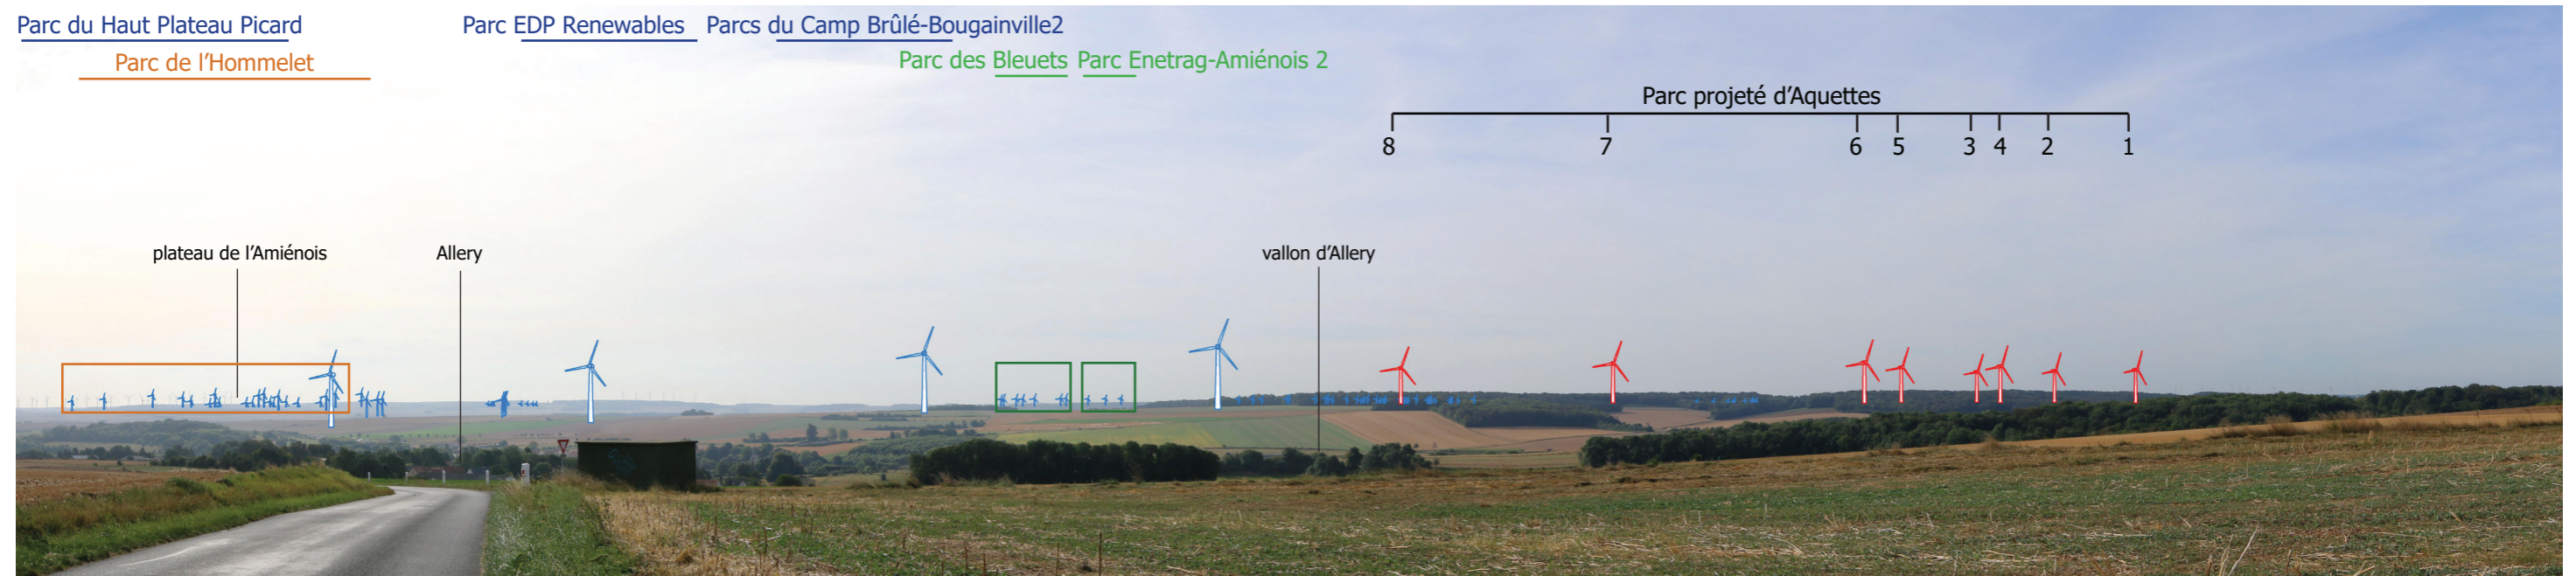 Parc du Haut Plateau Picard
Parc EDP Renewables
Parcs du Camp Brûlé-Bougainville2
Parc de l'Hommelet
Parc des Bleuets
Parc Enetrag-Amiénois 2
Parc projeté d'Aquettes
8 7 6 5 3 4 2 1
plateau de l'Amiénois
Allery
vallon d'Allery